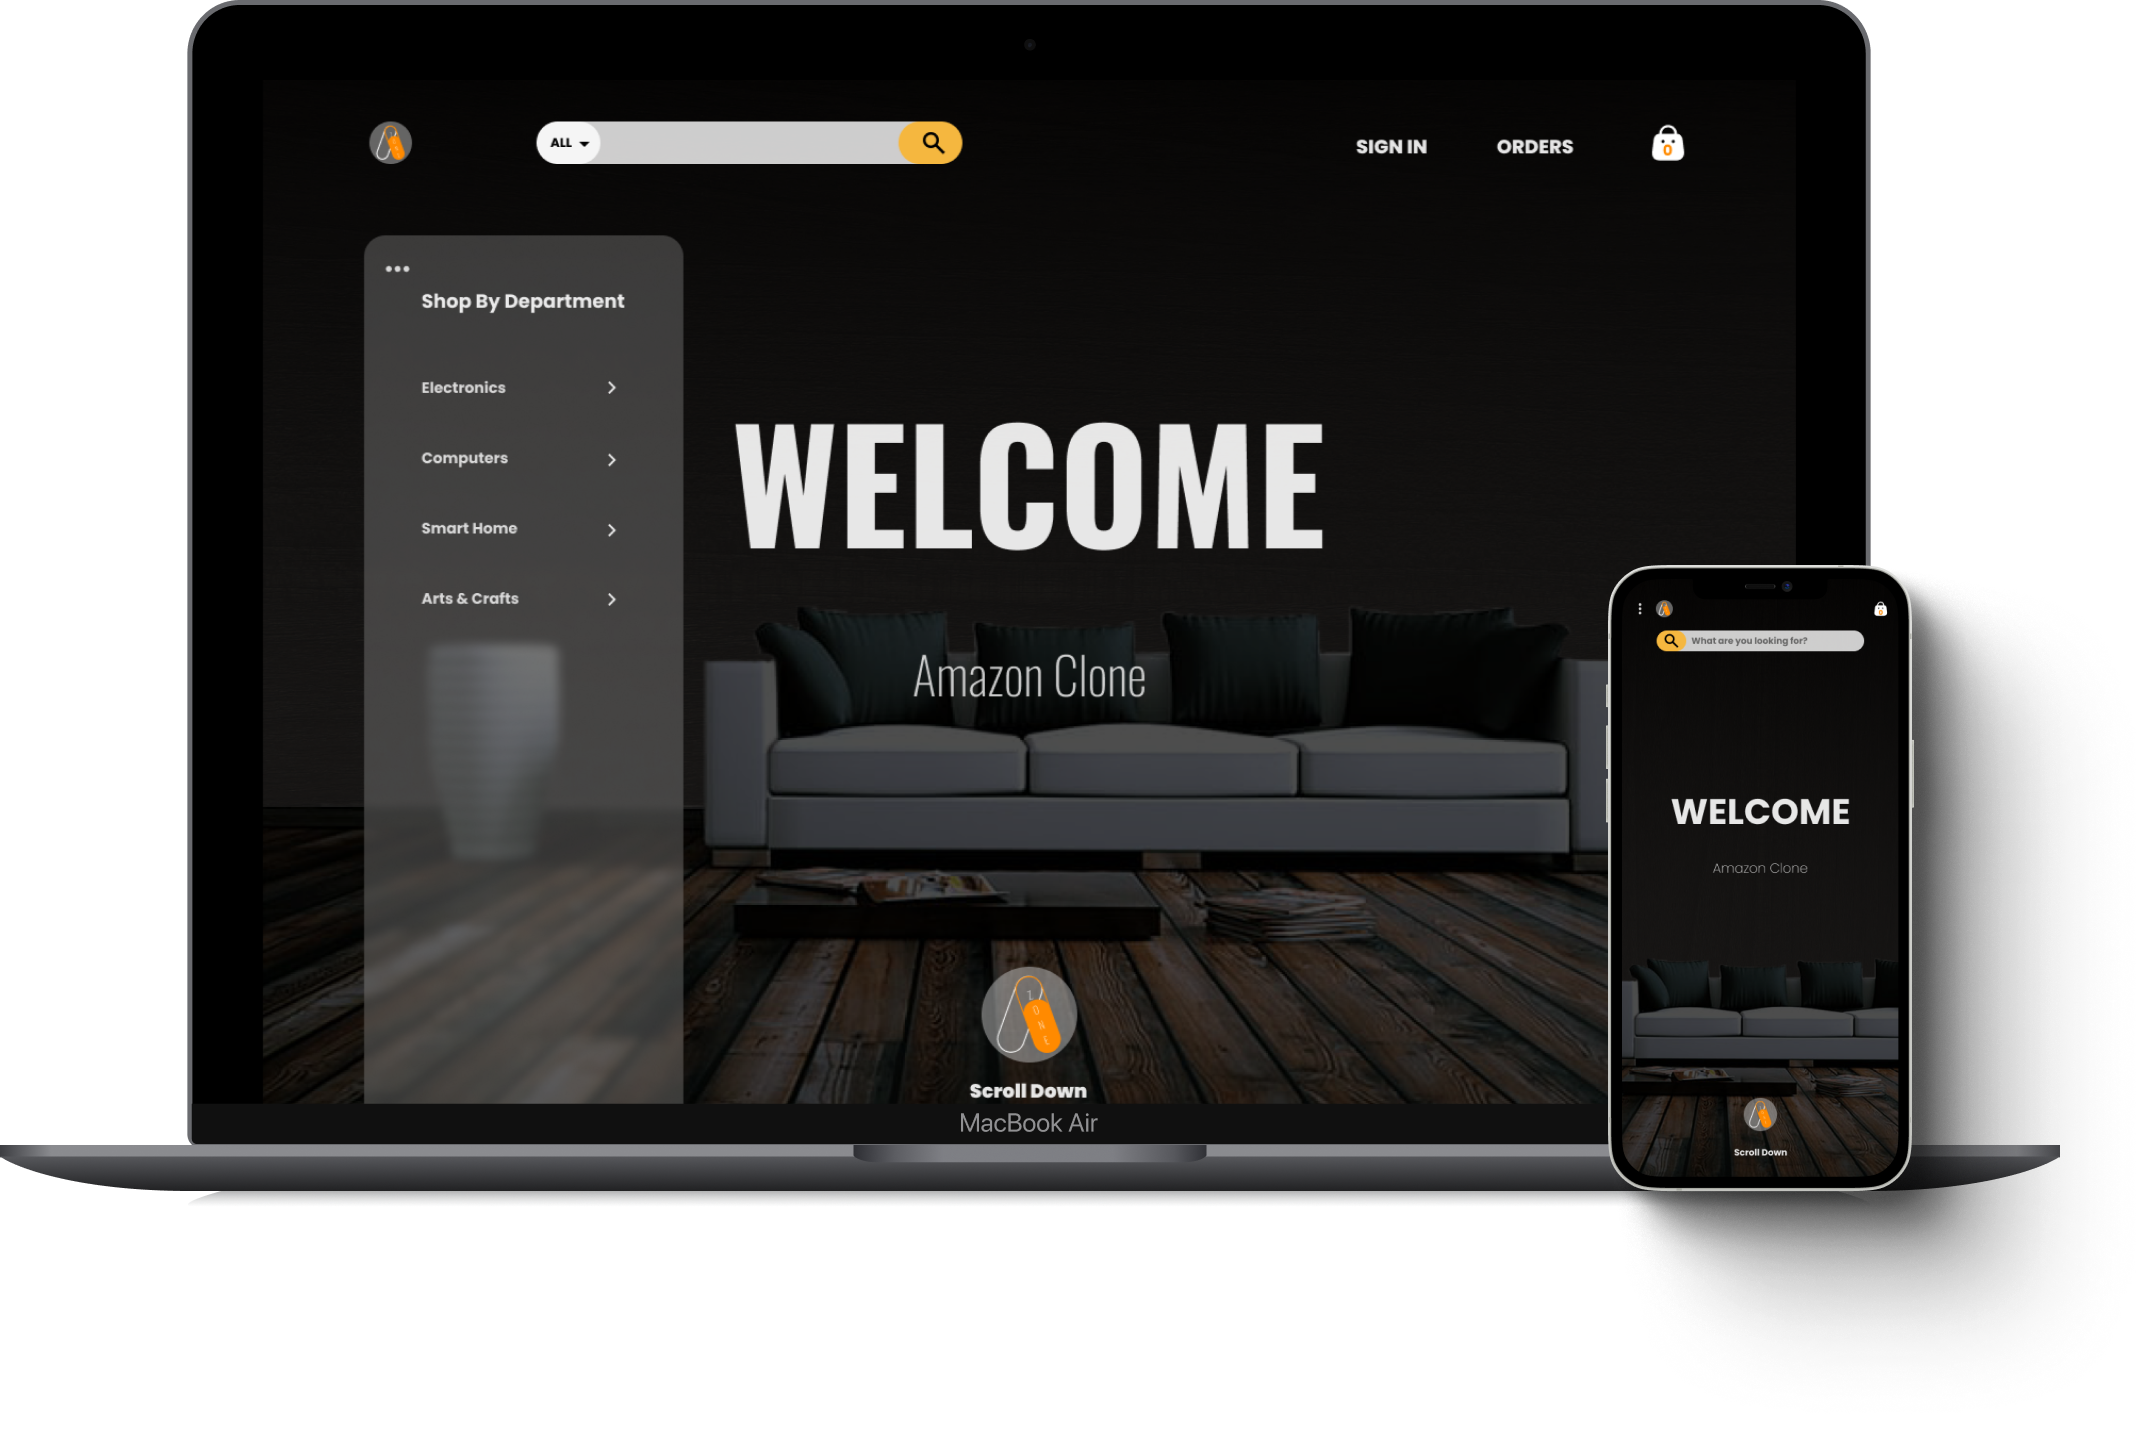 ALL
SIGN IN
ORDERS
0
Shop By Department
Electronics
Computers
Smart Home
Arts & Crafts
WELCOME
Amazon Clone
ZONE
Scroll Down
MacBook Air
What are you looking for?
WELCOME
Amazon Clone
Scroll Down